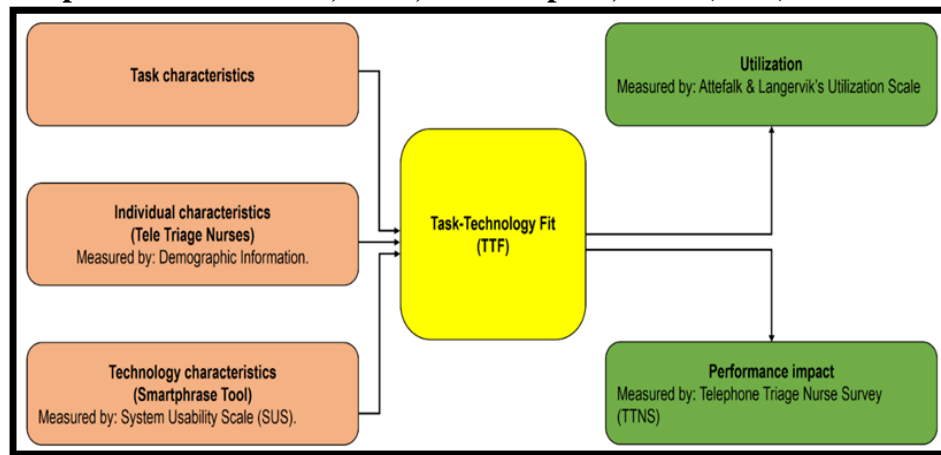 Task characteristics
Individual characteristics
(Tele Triage Nurses)
Measured by: Demographic Information.
Technology characteristics
(Smartphrase Tool)
Measured by: System Usability Scale (SUS).
Task-Technology Fit
(TTF)
Utilization
Measured by: Attefalk & Langervik's Utilization Scale
Performance impact
Measured by: Telephone Triage Nurse Survey
(TTNS)